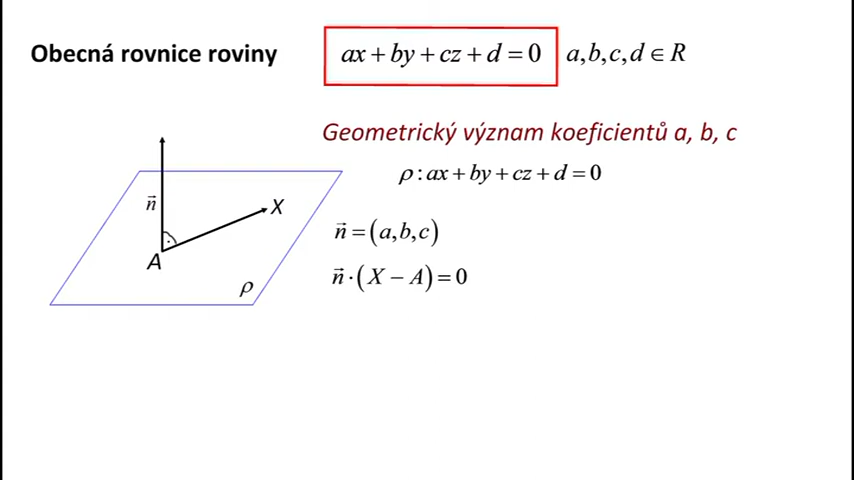 Obecná rovnice roviny ax + by + cz + d = 0 a,b,c,d ∈ R
Geometrický význam koeficientů a, b, c
ρ : ax + by + cz + d = 0
n⃗ X
n⃗ = (a,b,c)
A
n⃗ · (X − A) = 0
ρ